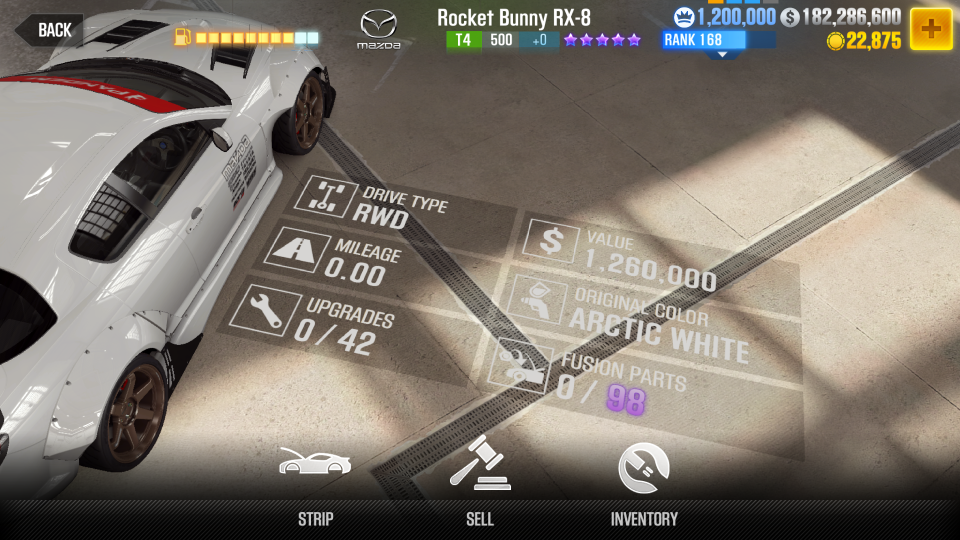 BACK
mazda
Rocket Bunny RX-8
T4 500 +0
1,200,000 $ 182,286,600
RANK 168
22,875 +
DRIVE TYPE
RWD
MILEAGE
0.00
UPGRADES
0 / 42
$ VALUE
1,260,000
ORIGINAL COLOR
ARCTIC WHITE
FUSION PARTS
0 / 98
STRIP
SELL
INVENTORY